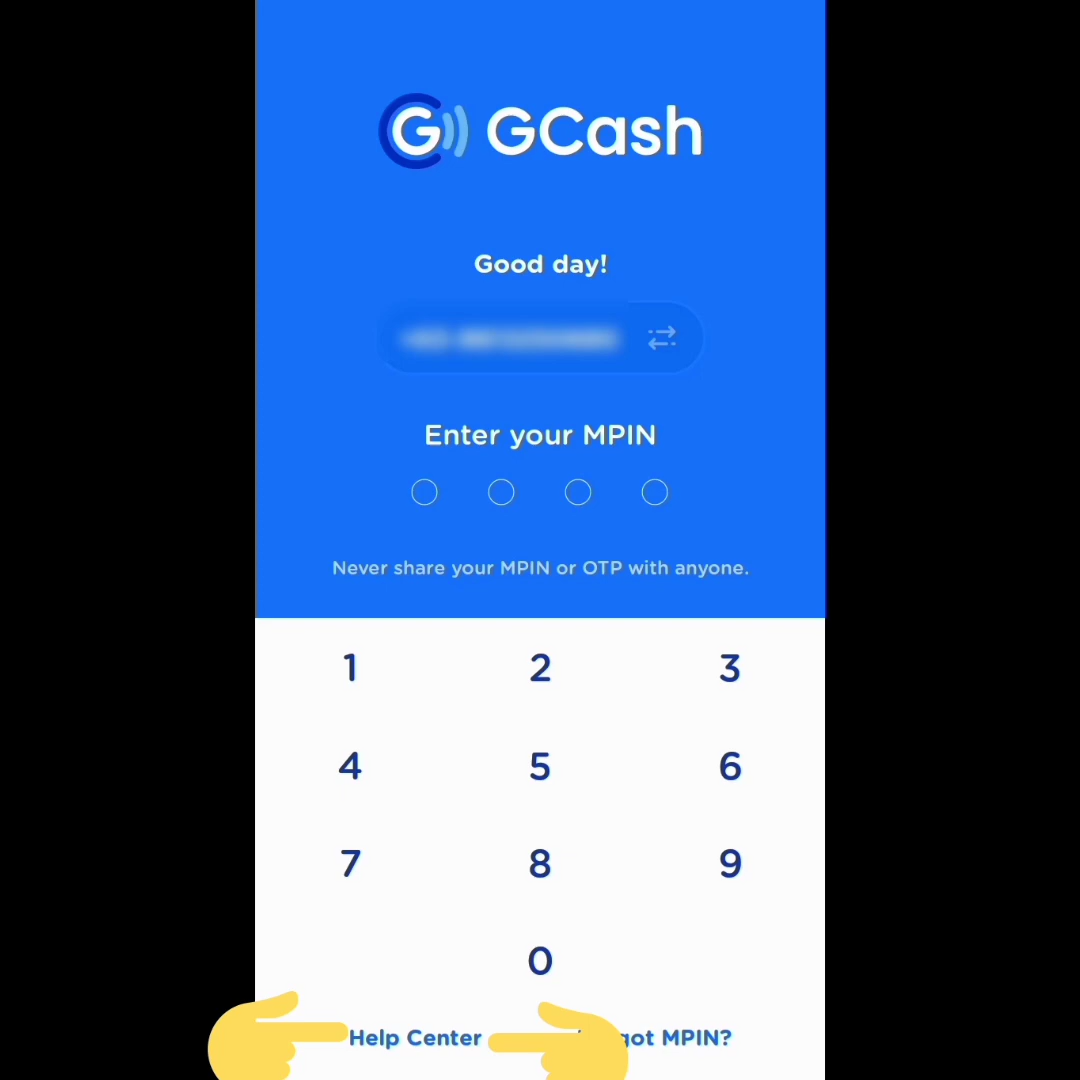 GCash
Good day!
Enter your MPIN
Never share your MPIN or OTP with anyone.
1 2 3
4 5 6
7 8 9
0
Help Center MPIN?